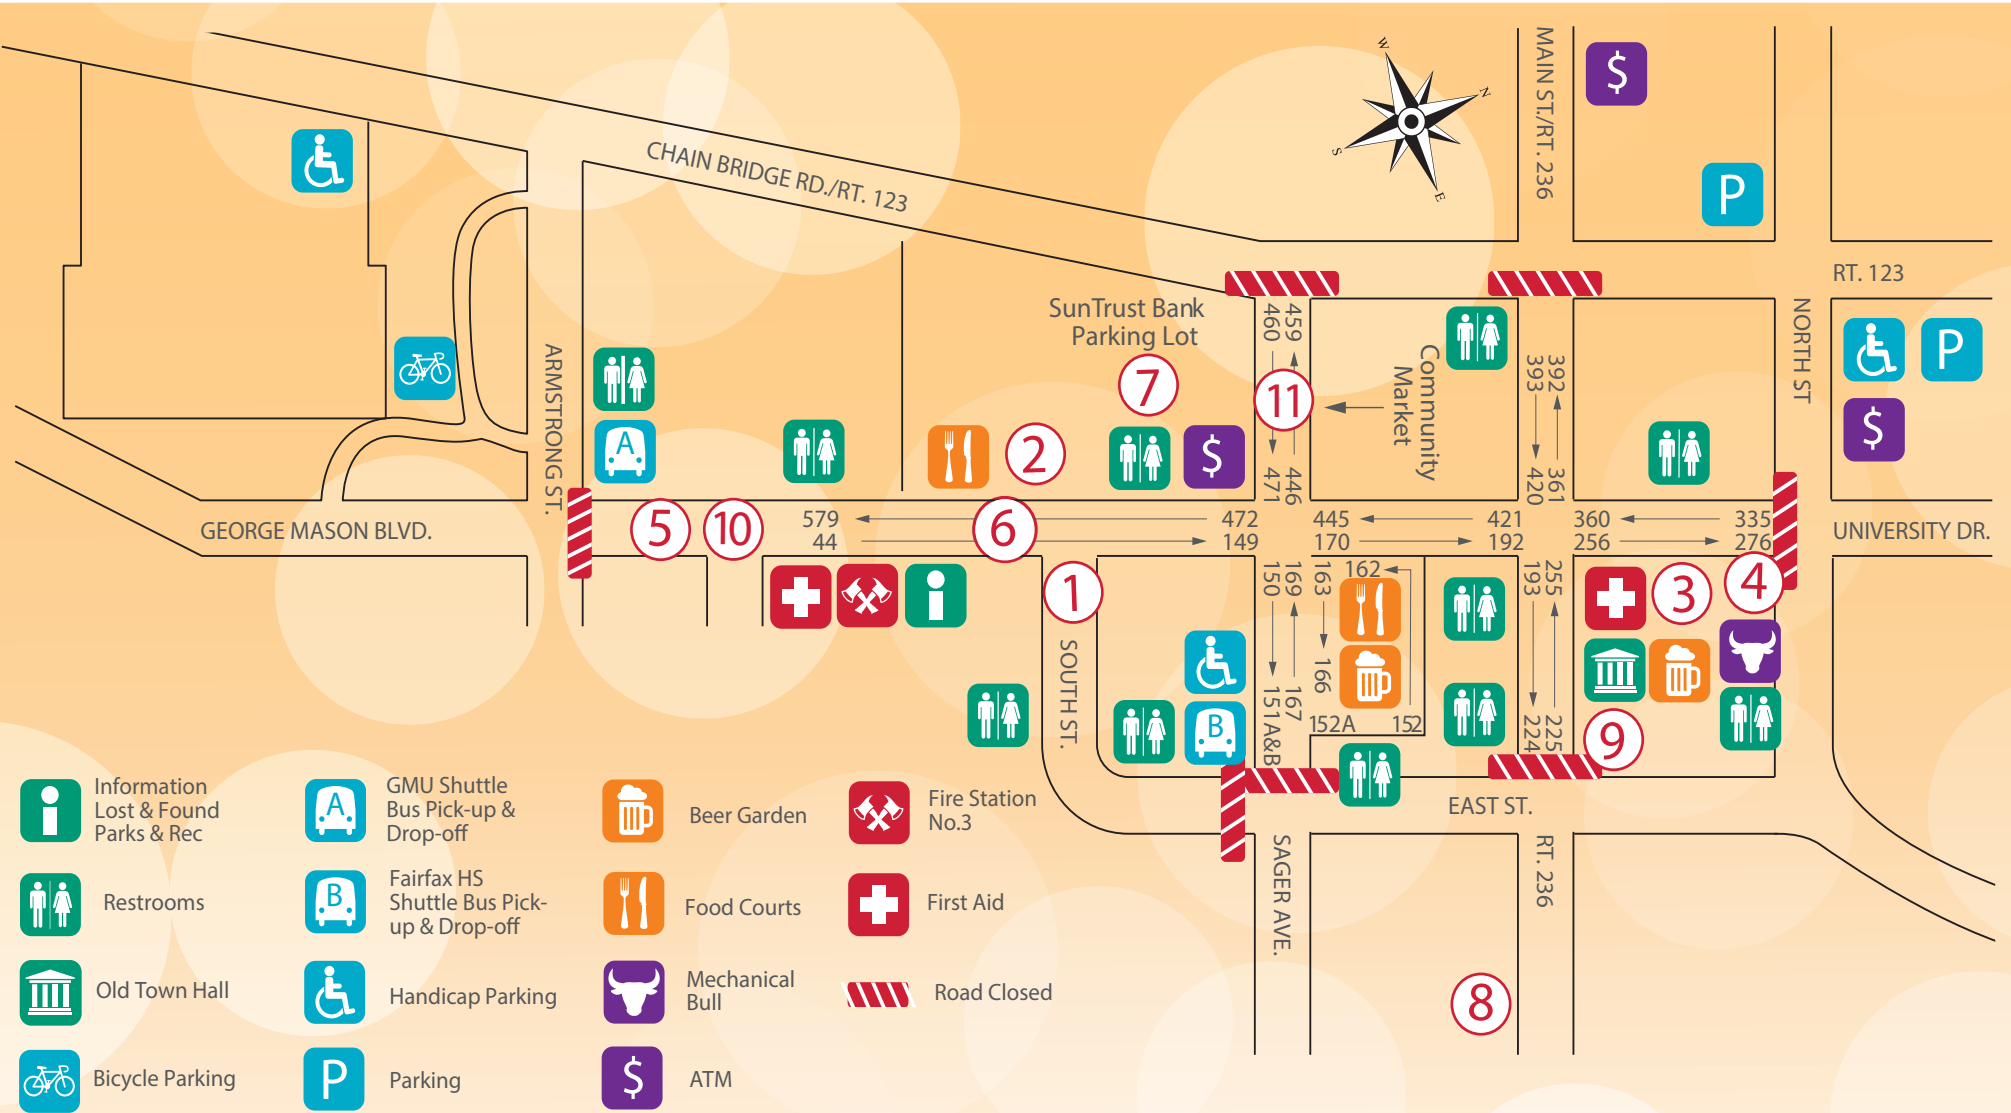 W
N
S
E
MAIN ST./RT. 236
$
P
CHAIN BRIDGE RD./RT. 123
RT. 123
SunTrust Bank
Parking Lot
7
460
459
11
Community
Market
393
392
NORTH ST
P
$
ARMSTRONG ST.
A
2
$
471
446
420
361
GEORGE MASON BLVD.
5
10
579
44
6
472
149
445
170
421
192
360
256
335
276
UNIVERSITY DR.
1
150
169
163
162
193
255
3
4
SOUTH ST.
166
B
151A&B
167
152A
152
224
225
9
EAST ST.
SAGER AVE.
RT. 236
8
Information
Lost & Found
Parks & Rec
A
GMU Shuttle
Bus Pick-up &
Drop-off
Beer Garden
Fire Station
No.3
Restrooms
B
Fairfax HS
Shuttle Bus Pick-
up & Drop-off
Food Courts
First Aid
Old Town Hall
Handicap Parking
Mechanical
Bull
Road Closed
Bicycle Parking
P
Parking
$
ATM